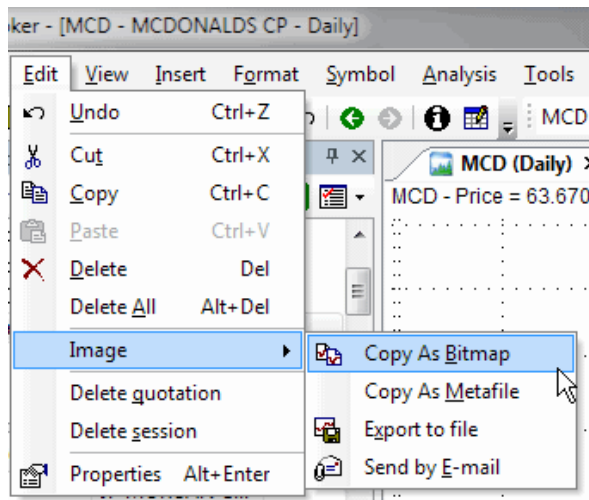 ker - [MCD - MCDONALDS CP - Daily]
Edit View Insert Format Symbol Analysis Tools
Undo Ctrl+Z
MCD
Cut Ctrl+X
MCD (Daily)
Copy Ctrl+C
MCD - Price = 63.670
Paste Ctrl+V
Delete Del
Delete All Alt+Del
Image
Copy As Bitmap
Delete quotation
Copy As Metafile
Delete session
Export to file
Properties Alt+Enter
Send by E-mail